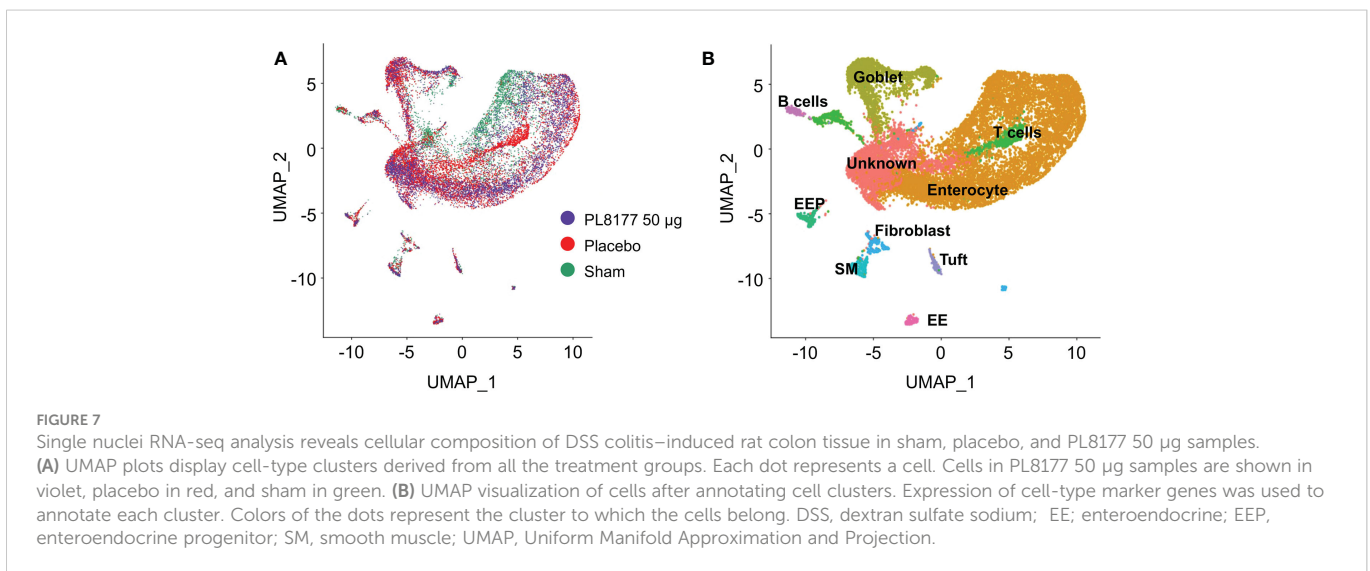 A
5
0
-5
-10
UMAP_2
-10
-5
0
5
10
UMAP_1
PL8177 50 µg
Placebo
Sham
B
5
0
-5
-10
UMAP_2
-10
-5
0
5
10
UMAP_1
Goblet
B cells
T cells
Unknown
Enterocyte
EEP
Fibroblast
SM
Tuft
EE
FIGURE 7
Single nuclei RNA-seq analysis reveals cellular composition of DSS colitis–induced rat colon tissue in sham, placebo, and PL8177 50 µg samples.
(A) UMAP plots display cell-type clusters derived from all the treatment groups. Each dot represents a cell. Cells in PL8177 50 µg samples are shown in
violet, placebo in red, and sham in green. (B) UMAP visualization of cells after annotating cell clusters. Expression of cell-type marker genes was used to
annotate each cluster. Colors of the dots represent the cluster to which the cells belong. DSS, dextran sulfate sodium; EE; enteroendocrine; EEP,
enteroendocrine progenitor; SM, smooth muscle; UMAP, Uniform Manifold Approximation and Projection.